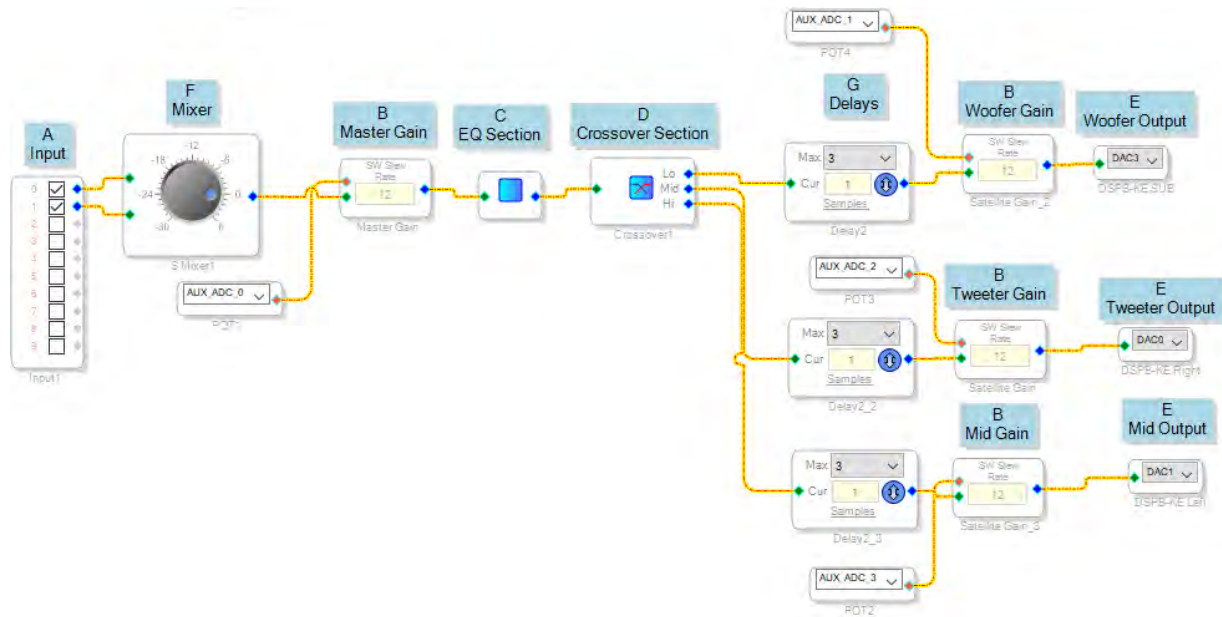 A
Input
0
1
2
3
3
5
6
7
8
9
Input1
F
Mixer
-30
-24
-18
-12
-6
0
6
S Mixer1
AUX_ADC_0
B
Master Gain
SW Slew
Rate
12
Master Gain
C
EQ Section
D
Crossover Section
Lo
Mid
Hi
Crossover1
AUX_ADC_1
POT4
G
Delays
Max 3
Cur 1
Samples
Delay2
B
Woofer Gain
SW Slew
Rate
12
Satellite Gain_2
E
Woofer Output
DAC3
DSPB-KE.SUB
AUX_ADC_2
POT3
Max 3
Cur 1
Samples
Delay2_2
B
Tweeter Gain
SW Slew
Rate
12
Satellite Gain
E
Tweeter Output
DAC0
DSPB-KE.Right
Max 3
Cur 1
Samples
Delay2_3
B
Mid Gain
SW Slew
Rate
12
Satellite Gain_3
E
Mid Output
DAC1
DSPB-KE.Left
AUX_ADC_3
POT2